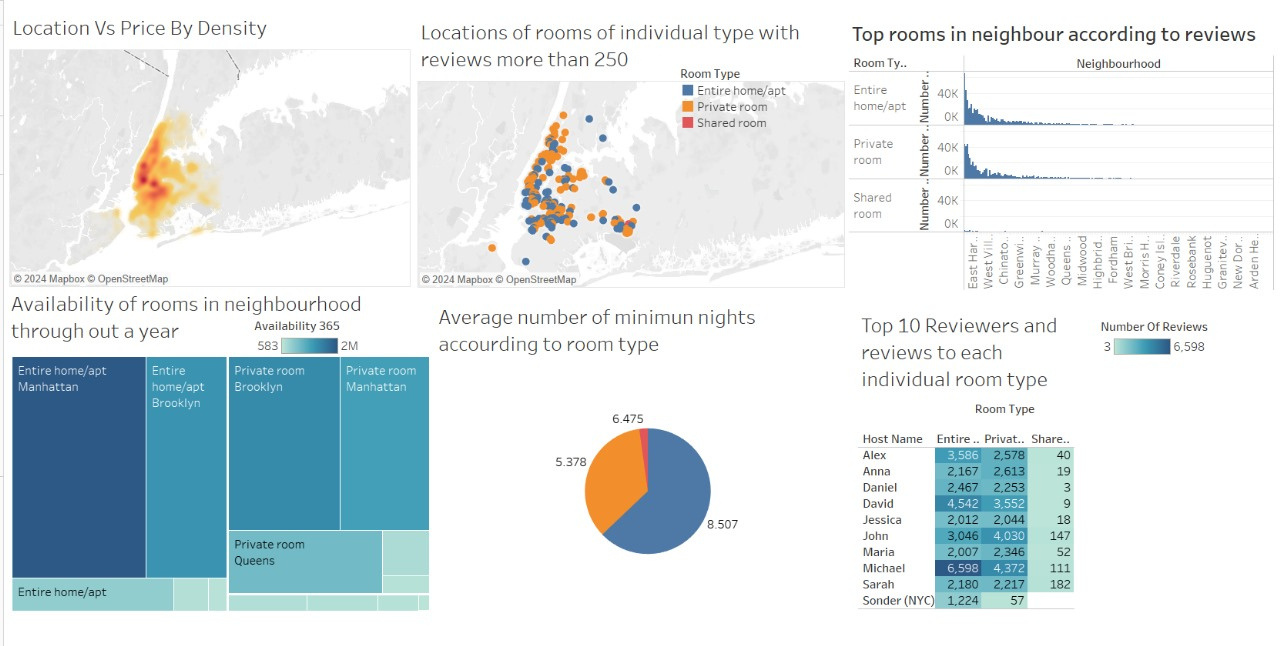 Location Vs Price By Density
© 2024 Mapbox © OpenStreetMap
Locations of rooms of individual type with
reviews more than 250
Room Type
Entire home/apt
Private room
Shared room
© 2024 Mapbox © OpenStreetMap
Top rooms in neighbour according to reviews
Room Ty.. Neighbourhood
Entire
home/apt
Number ..
40K
0K
Private
room
Number ..
40K
0K
Shared
room
Number ..
40K
0K
East Har..
West Vill..
Chinato..
Greenwi..
Murray ..
Woodha..
Queens ..
Midwood
Highbrid..
Fordham
West Bri..
Morris H..
Coney Isl..
Riverdale
Rosebank
Huguenot
Granitev..
New Dor..
Arden He..
Availability of rooms in neighbourhood
through out a year
Availability 365
583 2M
Entire home/apt
Manhattan
Entire
home/apt
Brooklyn
Private room
Brooklyn
Private room
Manhattan
Private room
Queens
Entire home/apt
Average number of minimun nights
accourding to room type
6.475
5.378
8.507
Top 10 Reviewers and
reviews to each
individual room type
Number Of Reviews
3 6,598
Room Type
Host Name Entire .. Privat.. Share..
Alex 3,586 2,578 40
Anna 2,167 2,613 19
Daniel 2,467 2,253 3
David 4,542 3,552 9
Jessica 2,012 2,044 18
John 3,046 4,030 147
Maria 2,007 2,346 52
Michael 6,598 4,372 111
Sarah 2,180 2,217 182
Sonder (NYC) 1,224 57